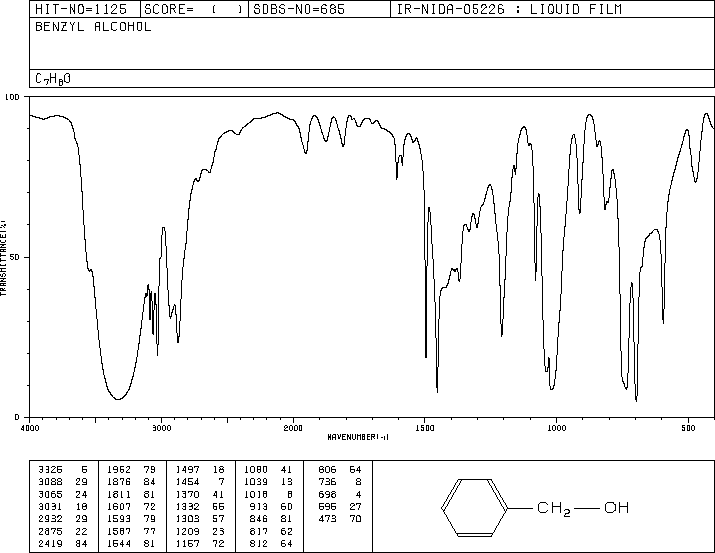 HIT-NO=1125 SCORE= ( ) SDBS-NO=685 IR-NIDA-05226 : LIQUID FILM
BENZYL ALCOHOL
C7H8O
100
50
0
TRANSMITTANCE(%)
4000 3000 2000 1500 1000 500
WAVENUMBER(-1)
3325 5 1952 79 1497 18 1080 41 806 64
3088 29 1876 84 1454 7 1039 13 736 8
3065 24 1811 81 1370 41 1018 8 698 4
3031 18 1607 72 1332 55 913 60 595 27
2932 29 1593 79 1303 57 846 81 473 70
2875 22 1587 77 1209 23 817 62
2419 84 1544 81 1157 72 812 64
CH2 OH